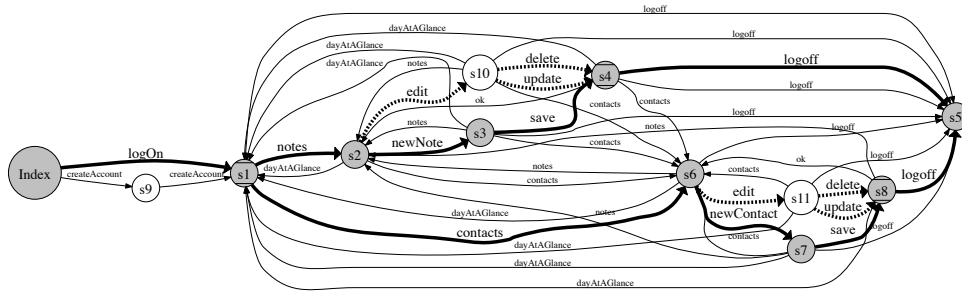 logoff
dayAtAGlance
logoff
dayAtAGlance
delete
logoff
dayAtAGlance
notes
s10
update
s4
logoff
edit
ok
contacts
contacts
save
s5
notes
s3
logoff
logOn
notes
s2
newNote
contacts
notes
logoff
Index
createAccount
s9
createAccount
s1
dayAtAGlance
notes
contacts
s6
contacts
ok
logoff
edit
s11
delete
update
s8
logoff
dayAtAGlance
notes
newContact
contacts
contacts
s7
save
logoff
dayAtAGlance
dayAtAGlance
dayAtAGlance